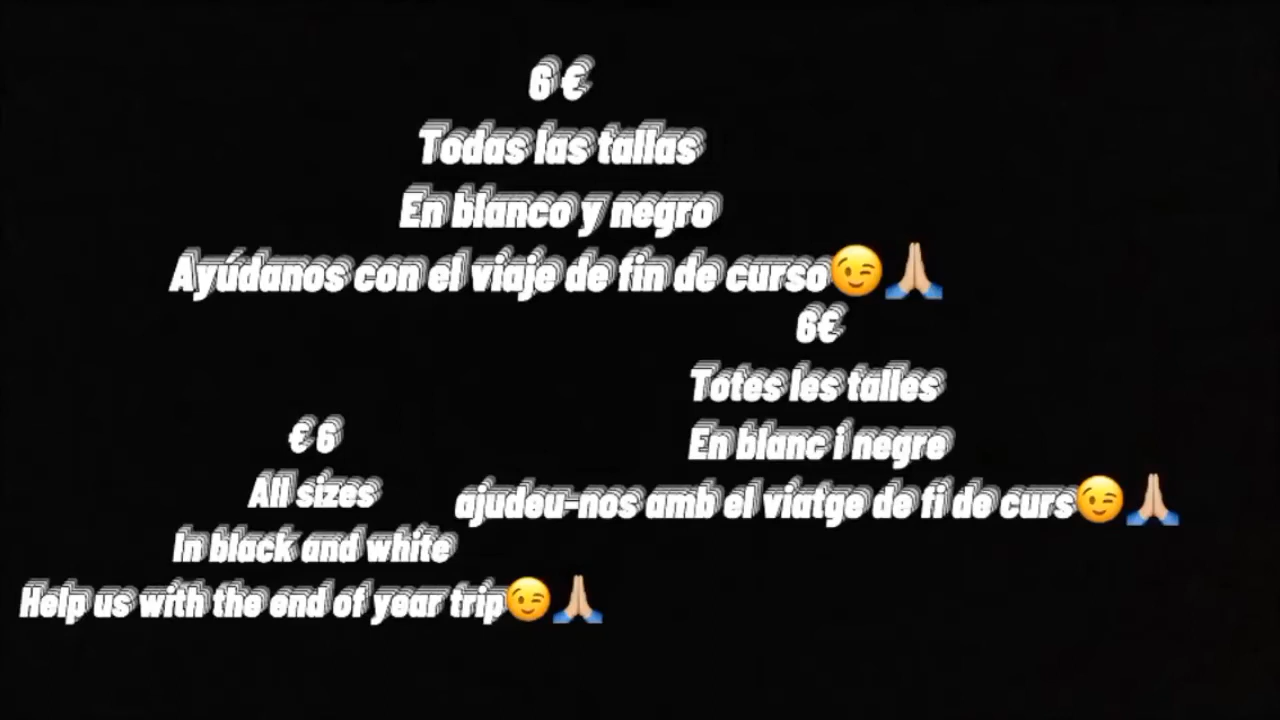 6 €
Todas las tallas
En blanco y negro
Ayúdanos con el viaje de fin de curso😉🙏🏼
6€
Totes les talles
En blanc i negre
ajudeu-nos amb el viatge de fi de curs😉🙏🏼
€ 6
All sizes
In black and white
Help us with the end of year trip😉🙏🏼